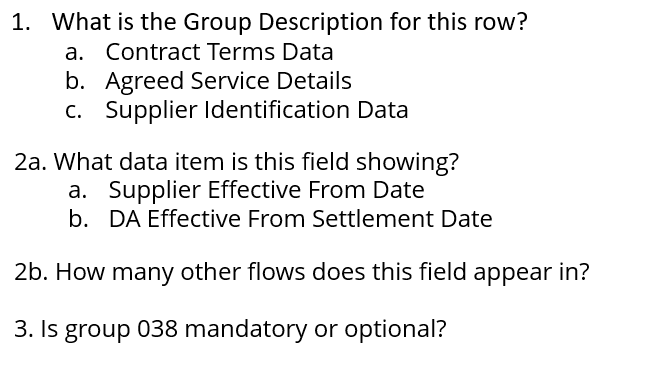 1. What is the Group Description for this row?
a. Contract Terms Data
b. Agreed Service Details
c. Supplier Identification Data
2a. What data item is this field showing?
a. Supplier Effective From Date
b. DA Effective From Settlement Date
2b. How many other flows does this field appear in?
3. Is group 038 mandatory or optional?